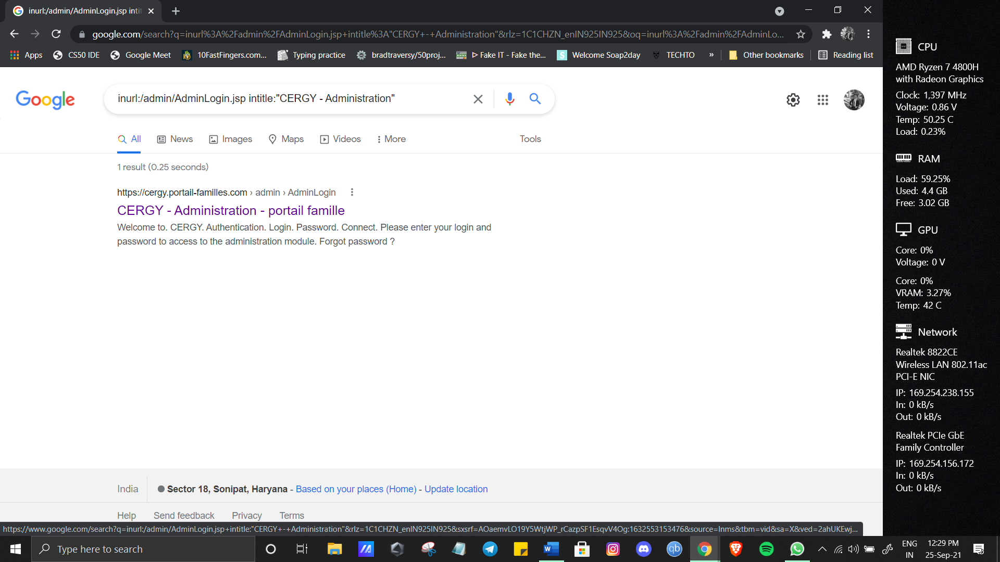 inurl:/admin/AdminLogin.jsp inti
google.com/search?q=inurl%3A%2Fadmin%2FAdminLogin.jsp+intitle%3A"CERGY+-+Administration"&rlz=1C1CHZN_enIN925IN925&oq=inurl%3A%2Fadmin%2FAdminLo...
Apps CS50 IDE Google Meet 10FastFingers.com... Typing practice bradtraversy/50proj... ᐅ Fake IT - Fake the... S Welcome Soap2day TECHTO » Other bookmarks Reading list
Google
inurl:/admin/AdminLogin.jsp intitle:"CERGY - Administration"
All News Images Maps Videos More Tools
1 result (0.25 seconds)
https://cergy.portail-familles.com › admin › AdminLogin
CERGY - Administration - portail famille
Welcome to. CERGY. Authentication. Login. Password. Connect. Please enter your login and
password to access to the administration module. Forgot password ?
India
Sector 18, Sonipat, Haryana - Based on your places (Home) - Update location
Help Send feedback Privacy Terms
https://www.google.com/search?q=inurl:/admin/AdminLogin.jsp+intitle:"CERGY+-+Administration"&rlz=1C1CHZN_enIN925IN925&sxsrf=AOaemvLO19Y5WtjWP_rCazpSF1EsqvV4Og:1632553153476&source=lnms&tbm=vid&sa=X&ved=2ahUKEwj...
CPU
AMD Ryzen 7 4800H
with Radeon Graphics
Clock: 1,397 MHz
Voltage: 0.86 V
Temp: 50.25 C
Load: 0.23%
RAM
Load: 59.25%
Used: 4.4 GB
Free: 3.02 GB
GPU
Core: 0%
Voltage: 0 V
Core: 0%
VRAM: 3.27%
Temp: 42 C
Network
Realtek 8822CE
Wireless LAN 802.11ac
PCI-E NIC
IP: 169.254.238.155
In: 0 kB/s
Out: 0 kB/s
Realtek PCIe GbE
Family Controller
IP: 169.254.156.172
In: 0 kB/s
Out: 0 kB/s
Type here to search
W
qb
ENG
IN
12:29 PM
25-Sep-21